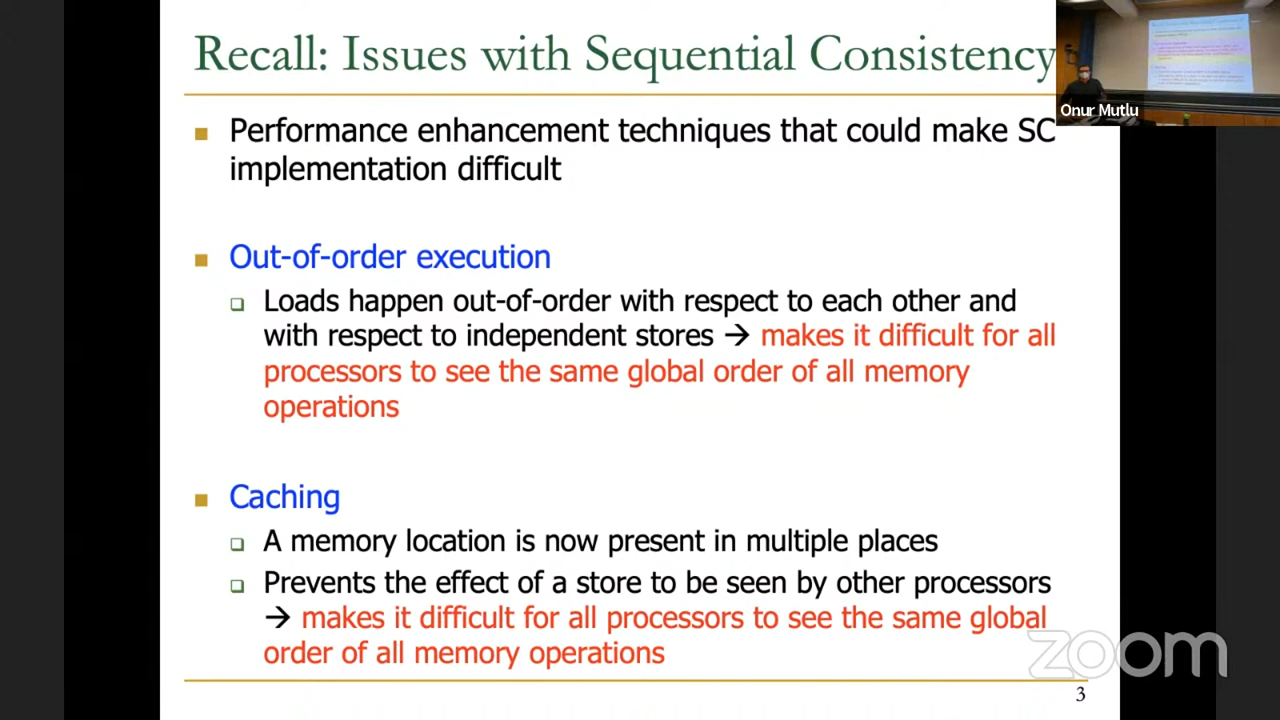 Recall: Issues with Sequential Consistency
Onur Mutlu
■ Performance enhancement techniques that could make SC
implementation difficult
■ Out-of-order execution
❑ Loads happen out-of-order with respect to each other and
with respect to independent stores → makes it difficult for all
processors to see the same global order of all memory
operations
■ Caching
❑ A memory location is now present in multiple places
❑ Prevents the effect of a store to be seen by other processors
→ makes it difficult for all processors to see the same global
order of all memory operations
zoom
3